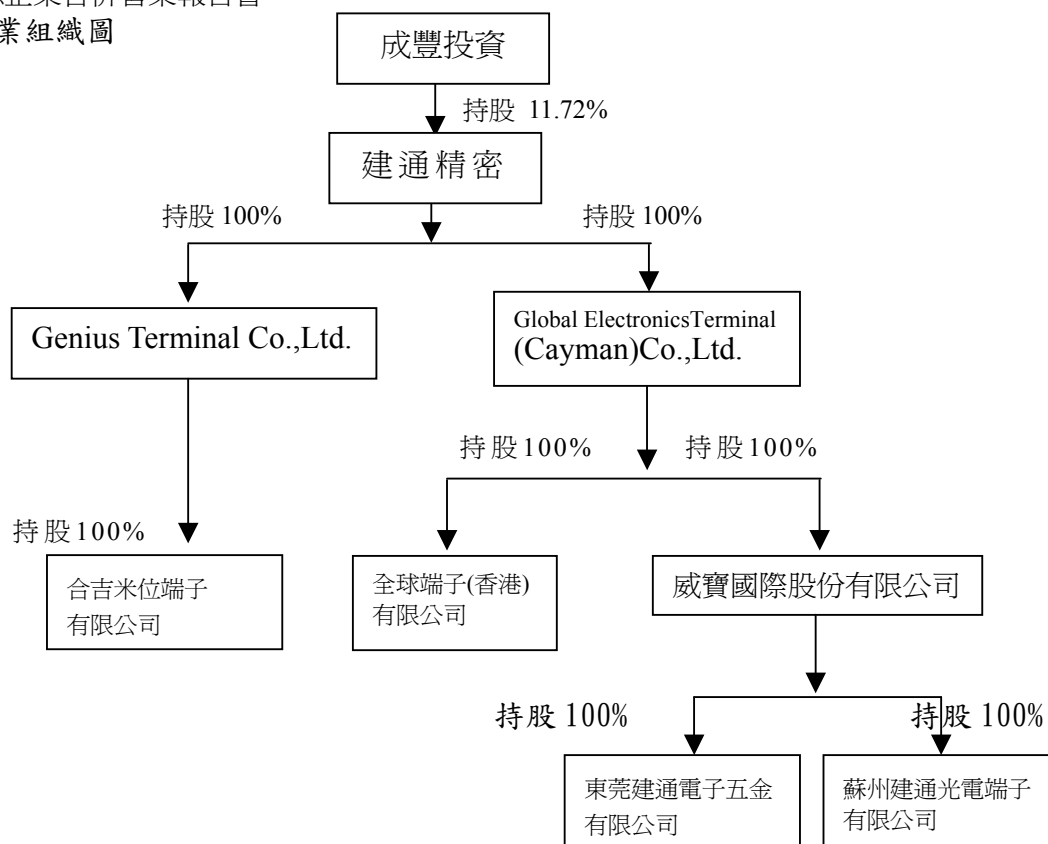 業組織圖
成豐投資
持股 11.72%
建通精密
持股 100%
持股 100%
Genius Terminal Co.,Ltd.
Global ElectronicsTerminal
(Cayman)Co.,Ltd.
持股100%
持股100%
持股100%
合吉米位端子
有限公司
全球端子(香港)
有限公司
威寶國際股份有限公司
持股 100%
持股 100%
東莞建通電子五金
有限公司
蘇州建通光電端子
有限公司